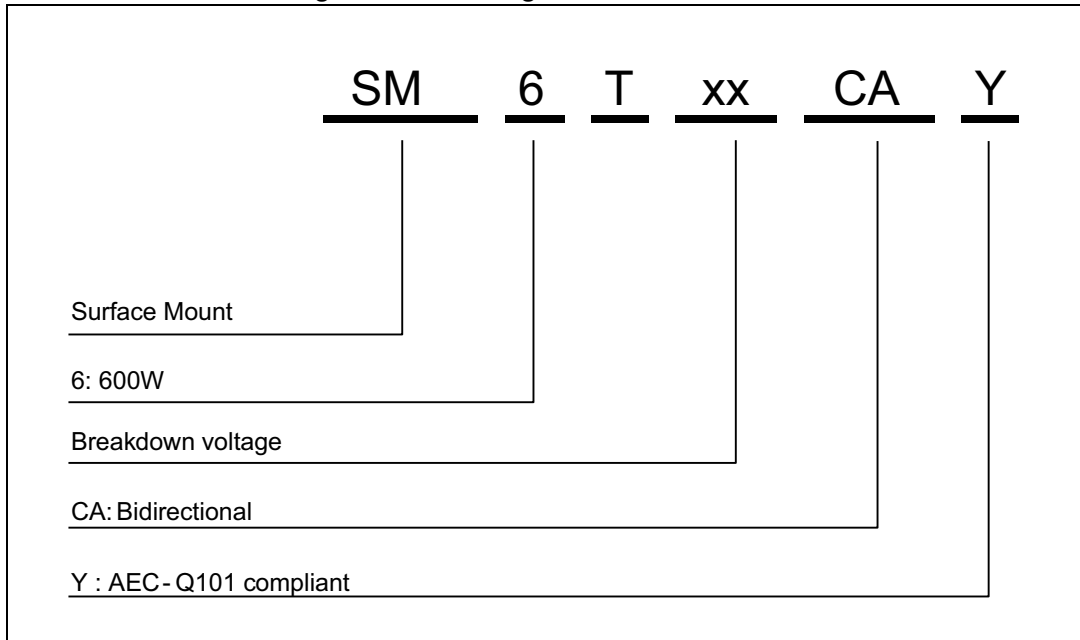 SM 6 T xx CA Y
Surface Mount
6: 600W
Breakdown voltage
CA: Bidirectional
Y : AEC-Q101 compliant